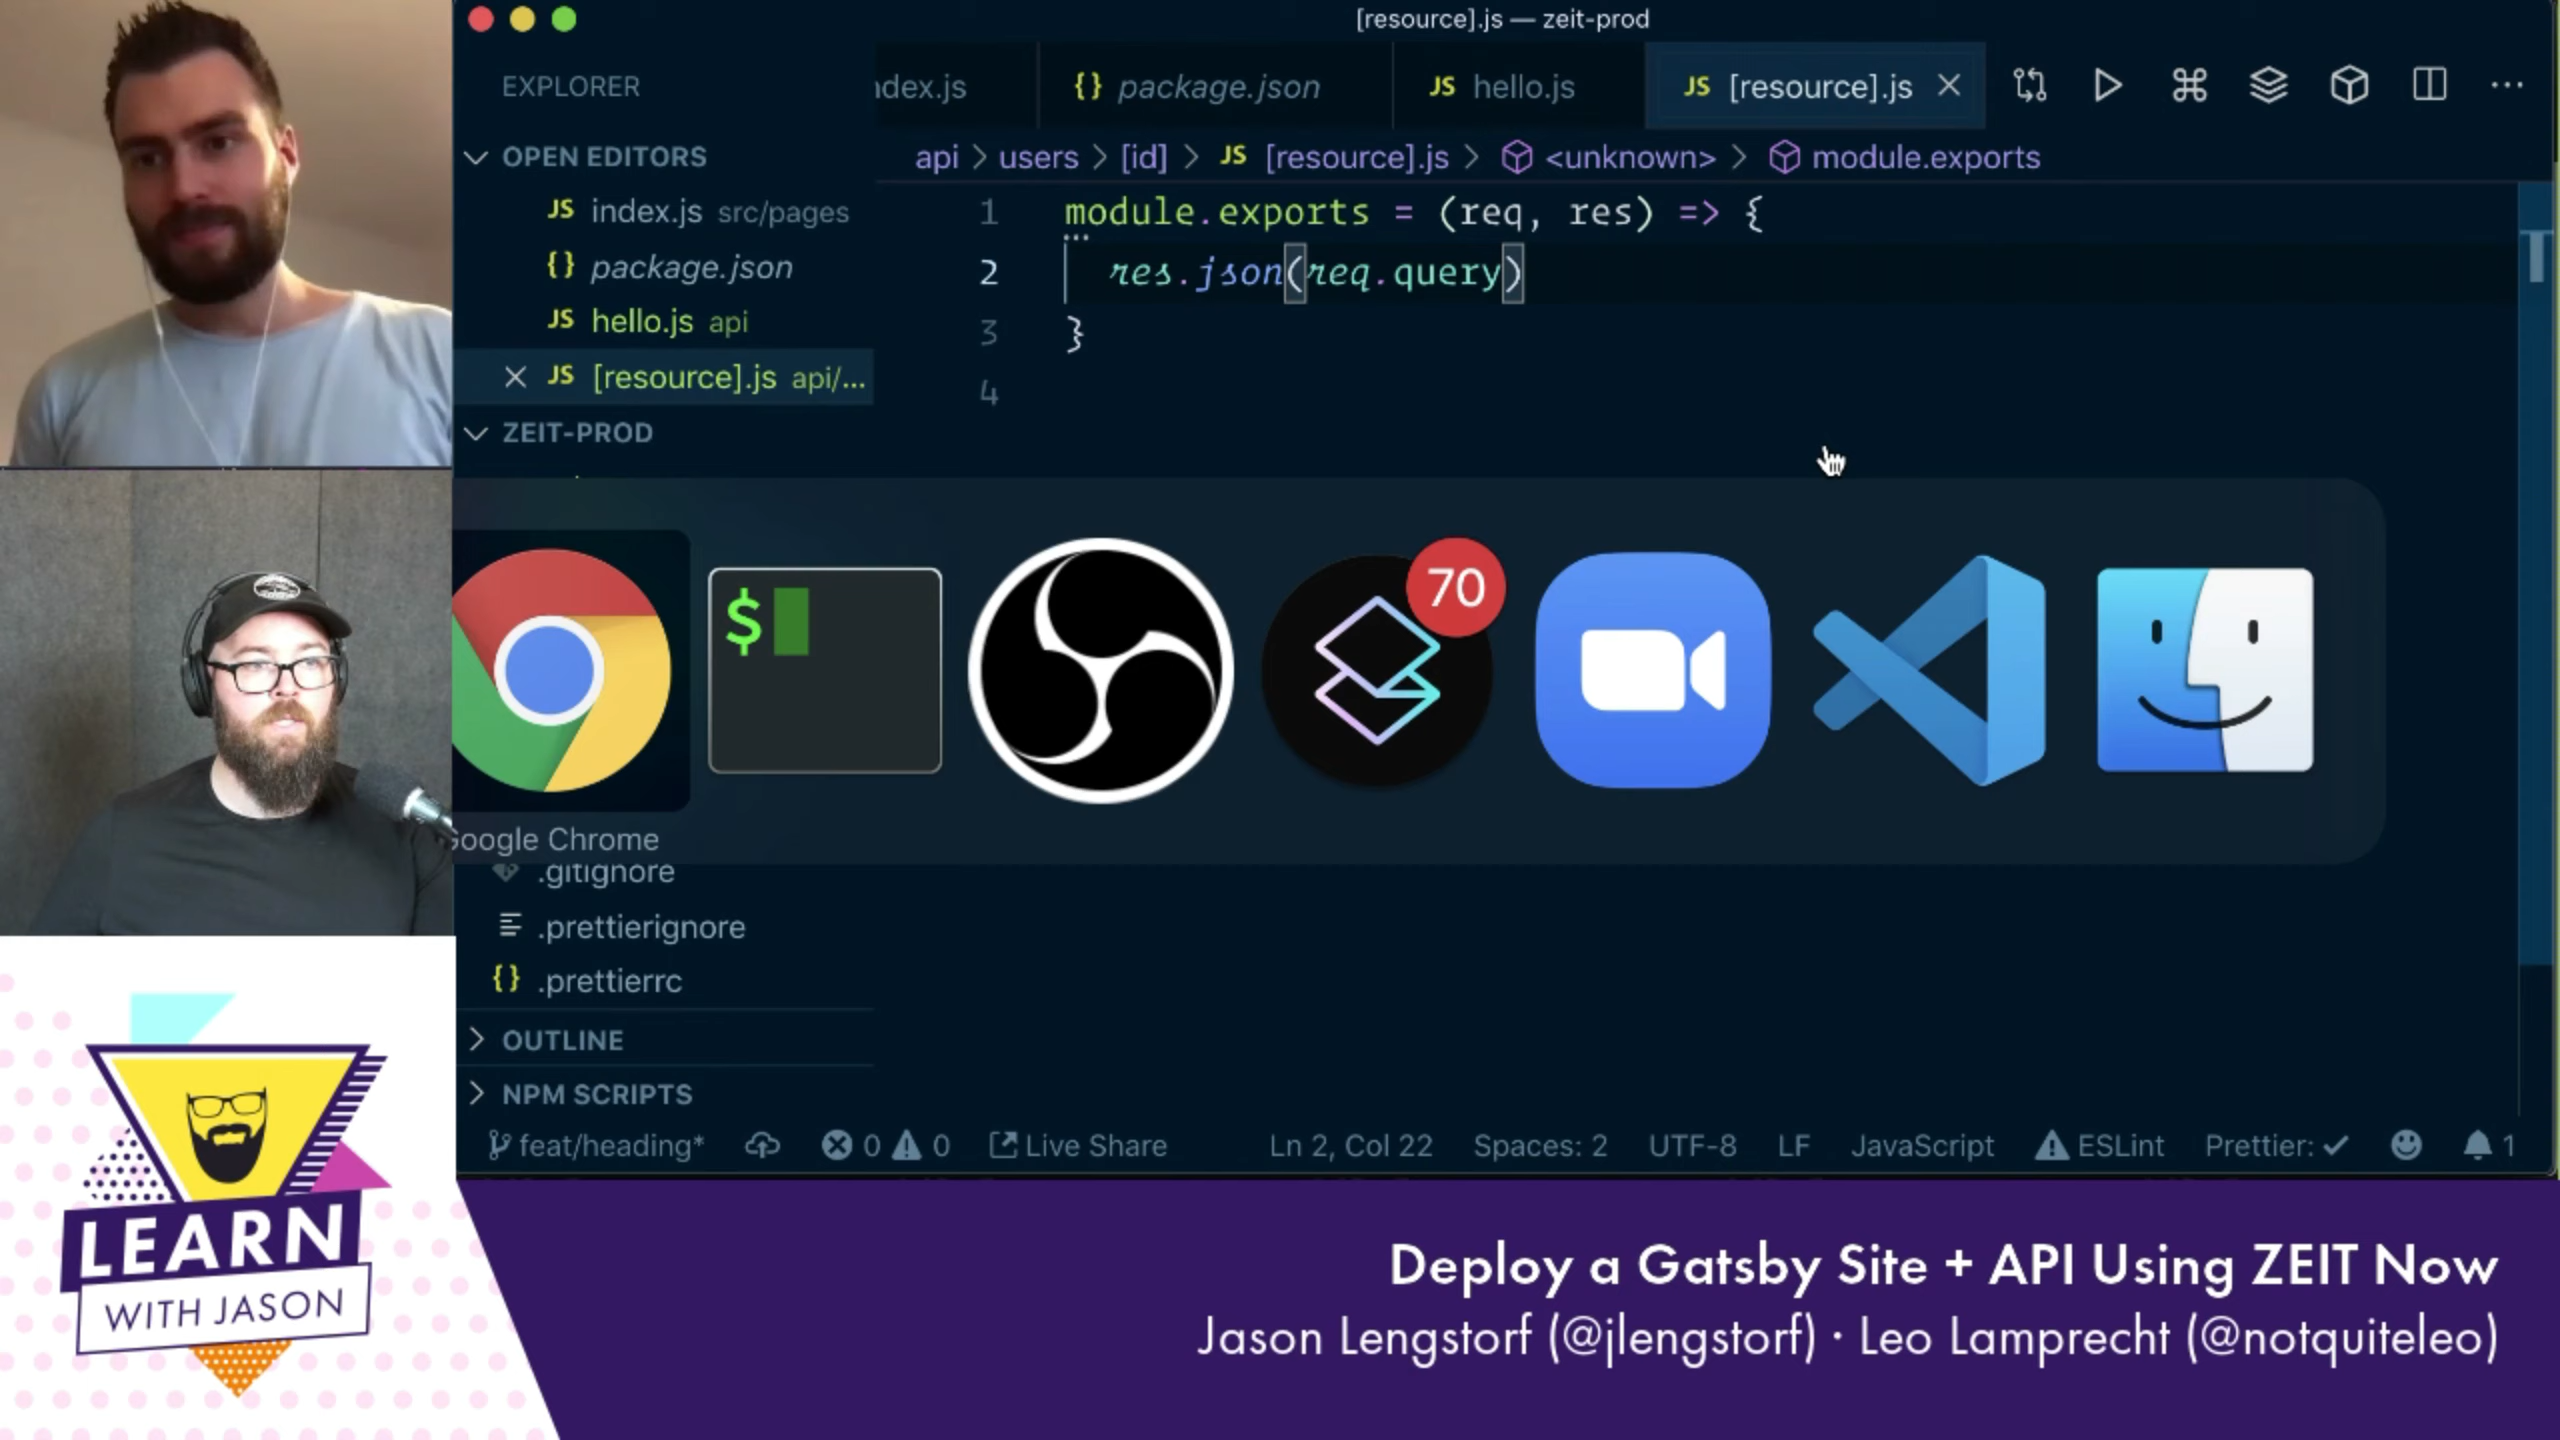 [resource].js — zeit-prod
EXPLORER
ndex.js
{} package.json
JS hello.js
JS [resource].js
OPEN EDITORS
api > users > [id] > JS [resource].js > <unknown> > module.exports
JS index.js src/pages
{} package.json
JS hello.js api
JS [resource].js api/...
ZEIT-PROD
1 module.exports = (req, res) => {
2 res.json(req.query)
3 }
4
$
70
oogle Chrome
.gitignore
.prettierignore
{} .prettierrc
OUTLINE
NPM SCRIPTS
feat/heading* 0 0 Live Share Ln 2, Col 22 Spaces: 2 UTF-8 LF JavaScript ESLint Prettier: ✓ 1
LEARN
WITH JASON
Deploy a Gatsby Site + API Using ZEIT Now
Jason Lengstorf (@jlengstorf) · Leo Lamprecht (@notquiteleo)